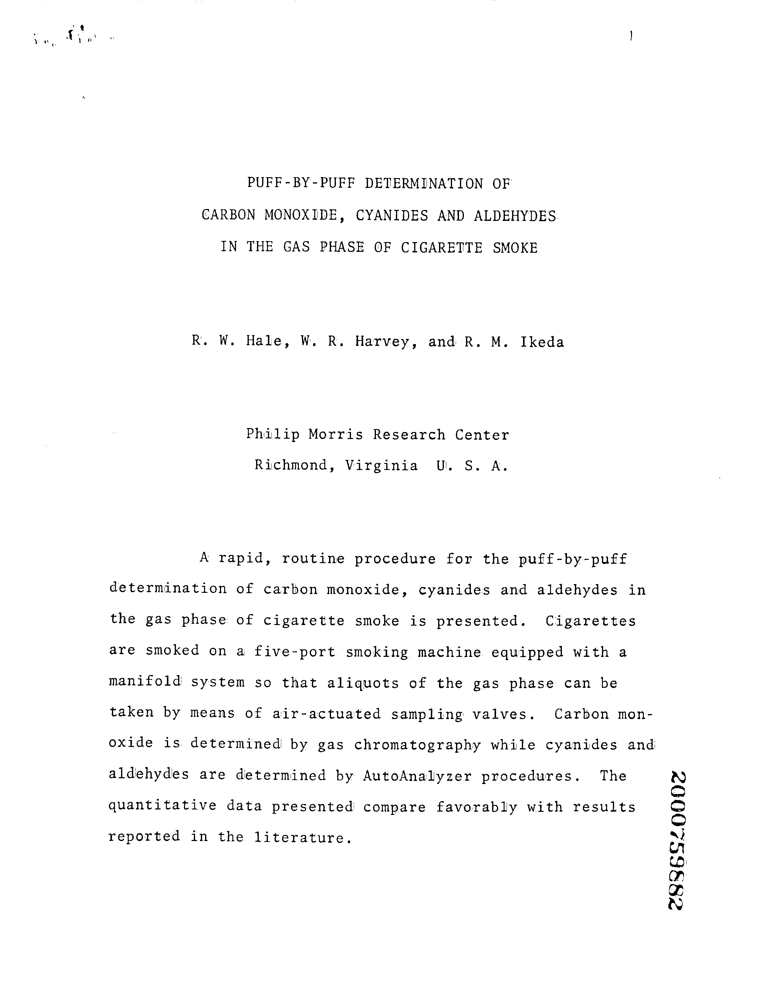 1
PUFF-BY-PUFF DETERMINATION OF
CARBON MONOXIDE, CYANIDES AND ALDEHYDES
IN THE GAS PHASE OF CIGARETTE SMOKE
R. W. Hale, W. R. Harvey, and R. M. Ikeda
Philip Morris Research Center
Richmond, Virginia U. S. A.
A rapid, routine procedure for the puff-by-puff
determination of carbon monoxide, cyanides and aldehydes in
the gas phase of cigarette smoke is presented. Cigarettes
are smoked on a five-port smoking machine equipped with a
manifold system so that aliquots of the gas phase can be
taken by means of air-actuated sampling valves. Carbon mon-
oxide is determined by gas chromatography while cyanides and
aldehydes are determined by AutoAnalyzer procedures. The
quantitative data presented compare favorably with results
reported in the literature.
2000759882